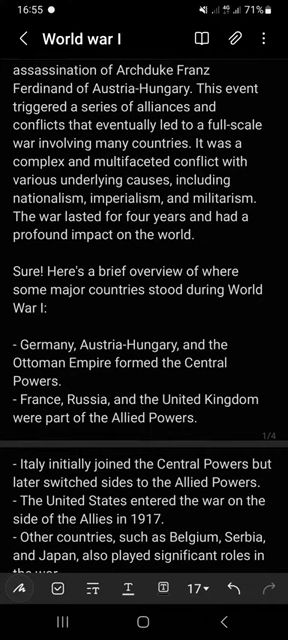 16:55
4G
71%
World war I
assassination of Archduke Franz
Ferdinand of Austria-Hungary. This event
triggered a series of alliances and
conflicts that eventually led to a full-scale
war involving many countries. It was a
complex and multifaceted conflict with
various underlying causes, including
nationalism, imperialism, and militarism.
The war lasted for four years and had a
profound impact on the world.
Sure! Here's a brief overview of where
some major countries stood during World
War I:
- Germany, Austria-Hungary, and the
Ottoman Empire formed the Central
Powers.
- France, Russia, and the United Kingdom
were part of the Allied Powers.
1/4
- Italy initially joined the Central Powers but
later switched sides to the Allied Powers.
- The United States entered the war on the
side of the Allies in 1917.
- Other countries, such as Belgium, Serbia,
and Japan, also played significant roles in
the war.
T T 17